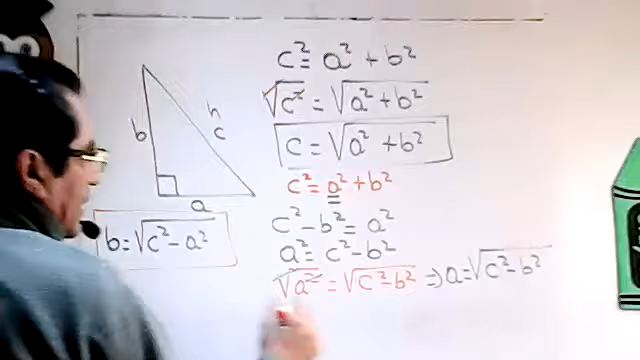 c² = a² + b²
√c² = √a² + b²
c = √a² + b²
c² = a² + b²
c² - b² = a²
a² = c² - b²
√a² = √c² - b² ⇒ a = √c² - b²
b
h
c
a
b = √c² - a²